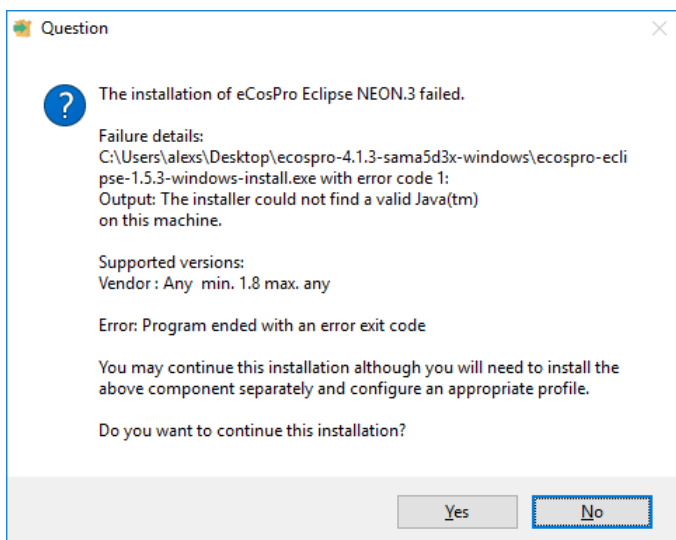 Question
The installation of eCosPro Eclipse NEON.3 failed.
Failure details:
C:\Users\alexs\Desktop\ecospro-4.1.3-sama5d3x-windows\ecospro-ecli
pse-1.5.3-windows-install.exe with error code 1:
Output: The installer could not find a valid Java(tm)
on this machine.
Supported versions:
Vendor : Any  min. 1.8 max. any
Error: Program ended with an error exit code
You may continue this installation although you will need to install the
above component separately and configure an appropriate profile.
Do you want to continue this installation?
Yes
No